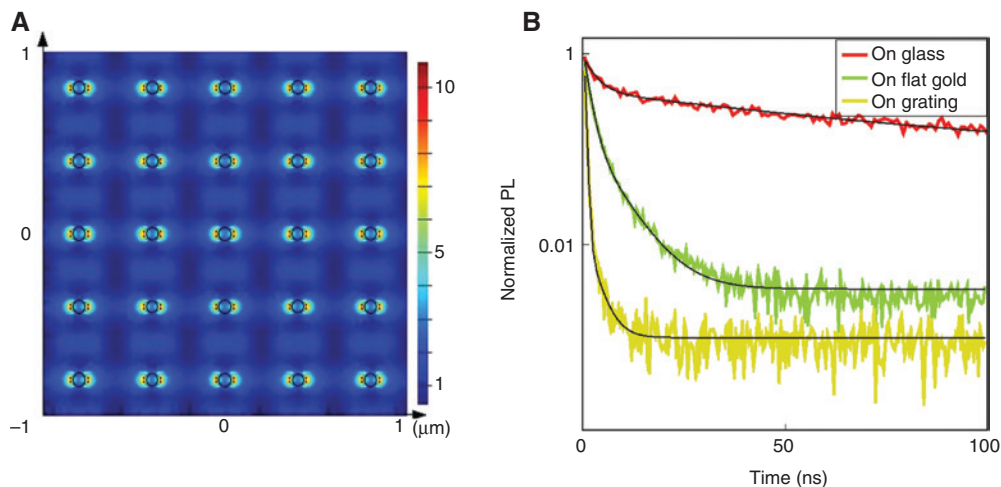 A
1
0
−1
0
1
(μm)
10
5
1
B
1
0.01
Normalized PL
On glass
On flat gold
On grating
0
50
100
Time (ns)